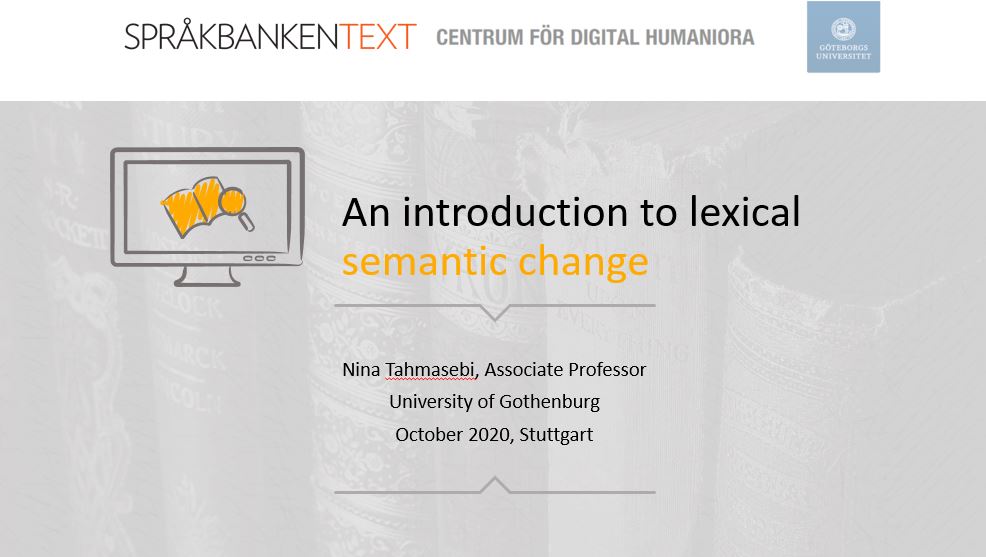 SPRÅKBANKENTEXT
CENTRUM FÖR DIGITAL HUMANIORA
GÖTEBORGS
UNIVERSITET
An introduction to lexical
semantic change
Nina Tahmasebi, Associate Professor
University of Gothenburg
October 2020, Stuttgart